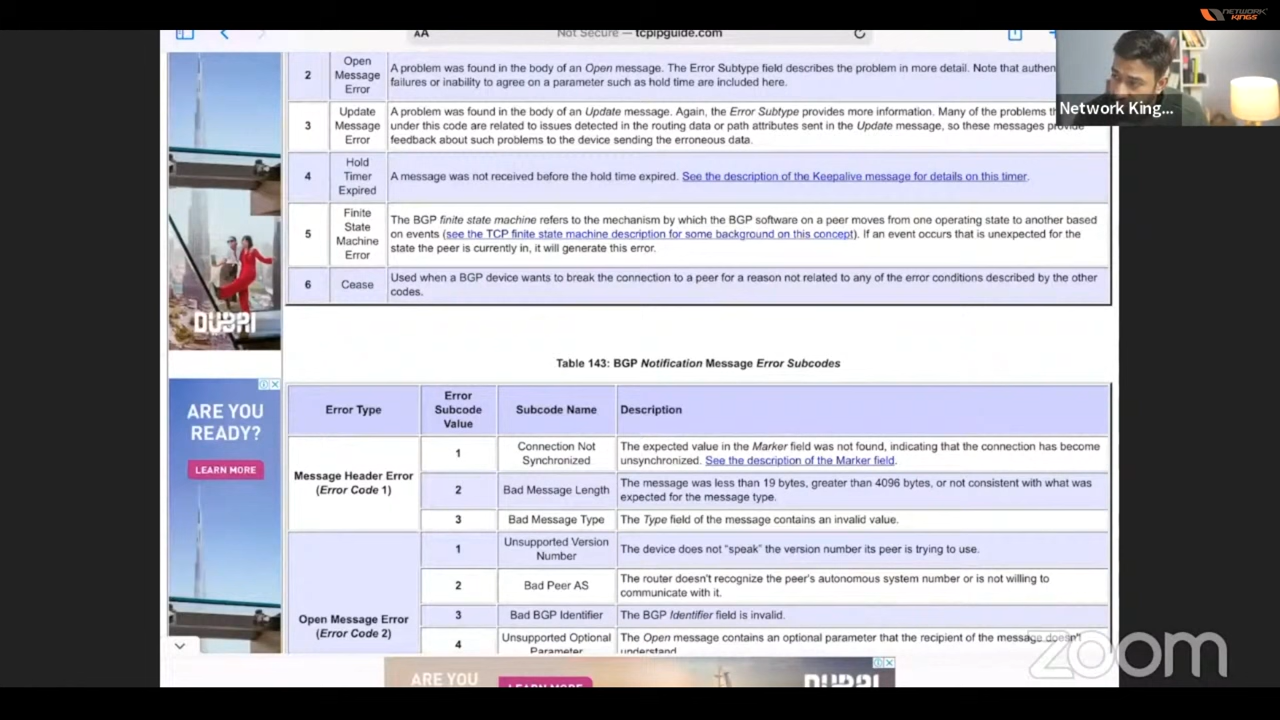 NETWORK
KINGS
AA
Not Secure — tcpipguide.com
Network King...
2
Open
Message
Error
A problem was found in the body of an Open message. The Error Subtype field describes the problem in more detail. Note that authen
failures or inability to agree on a parameter such as hold time are included here.
3
Update
Message
Error
A problem was found in the body of an Update message. Again, the Error Subtype provides more information. Many of the problems
under this code are related to issues detected in the routing data or path attributes sent in the Update message, so these messages provide
feedback about such problems to the device sending the erroneous data.
4
Hold
Timer
Expired
A message was not received before the hold time expired. See the description of the Keepalive message for details on this timer.
5
Finite
State
Machine
Error
The BGP finite state machine refers to the mechanism by which the BGP software on a peer moves from one operating state to another based
on events (see the TCP finite state machine description for some background on this concept). If an event occurs that is unexpected for the
state the peer is currently in, it will generate this error.
6
Cease
Used when a BGP device wants to break the connection to a peer for a reason not related to any of the error conditions described by the other
codes.
DUBAI
Table 143: BGP Notification Message Error Subcodes
ARE YOU
READY?
LEARN MORE
Error Type
Error
Subcode
Value
Subcode Name
Description
Message Header Error
(Error Code 1)
1
Connection Not
Synchronized
The expected value in the Marker field was not found, indicating that the connection has become
unsynchronized. See the description of the Marker field.
2
Bad Message Length
The message was less than 19 bytes, greater than 4096 bytes, or not consistent with what was
expected for the message type.
3
Bad Message Type
The Type field of the message contains an invalid value.
Open Message Error
(Error Code 2)
1
Unsupported Version
Number
The device does not “speak” the version number its peer is trying to use.
2
Bad Peer AS
The router doesn't recognize the peer's autonomous system number or is not willing to
communicate with it.
3
Bad BGP Identifier
The BGP Identifier field is invalid.
4
Unsupported Optional
Parameter
The Open message contains an optional parameter that the recipient of the message doesn't
understand
zoom
ARE YOU
LEARN MORE
DUBAI